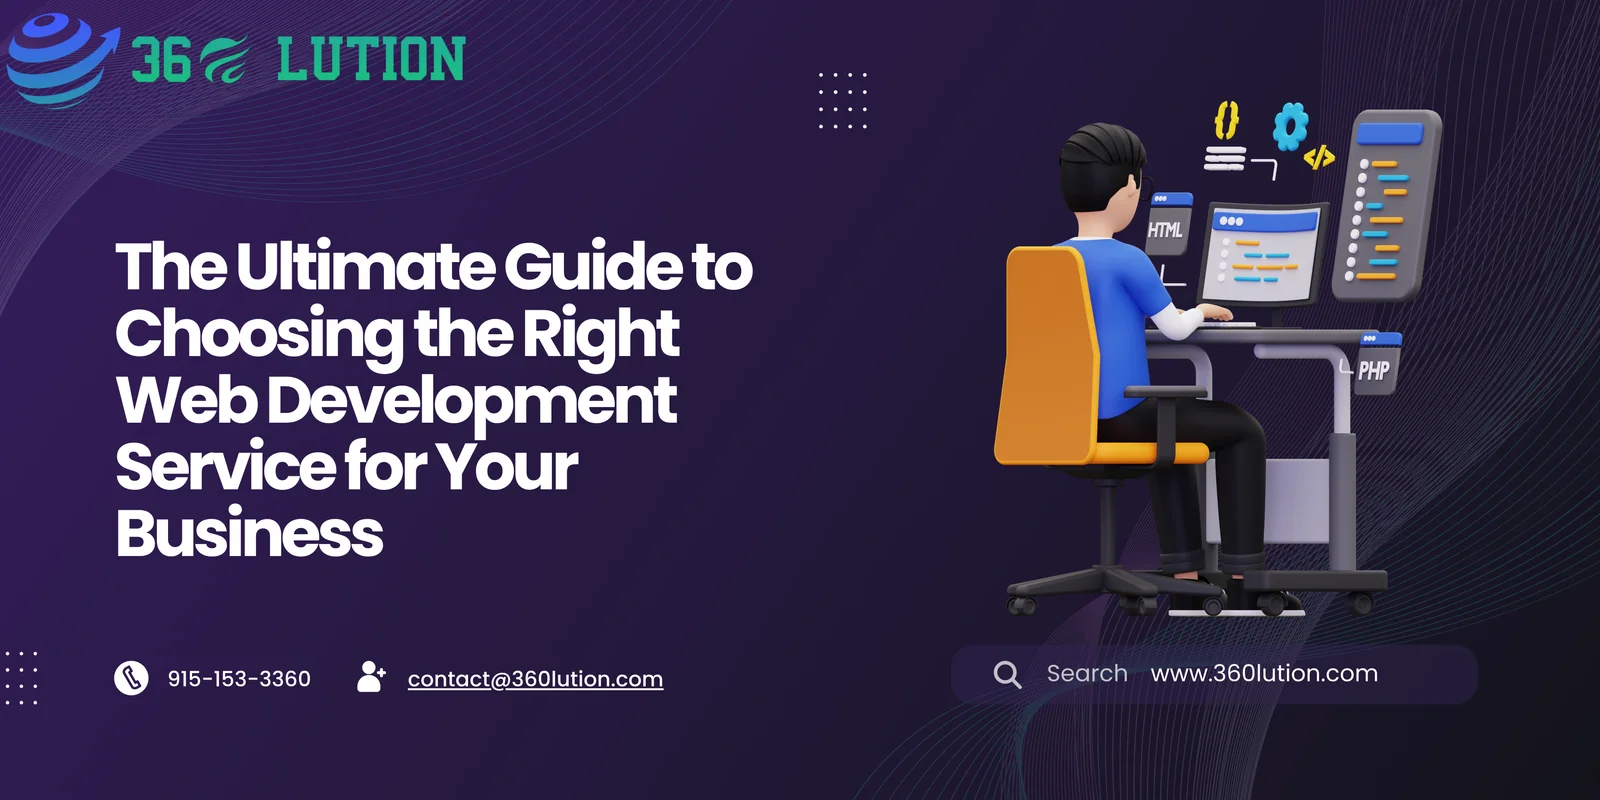 36 LUTION
The Ultimate Guide to
Choosing the Right
Web Development
Service for Your
Business
{}
</>
HTML
PHP
915-153-3360
contact@360lution.com
Search www.360lution.com